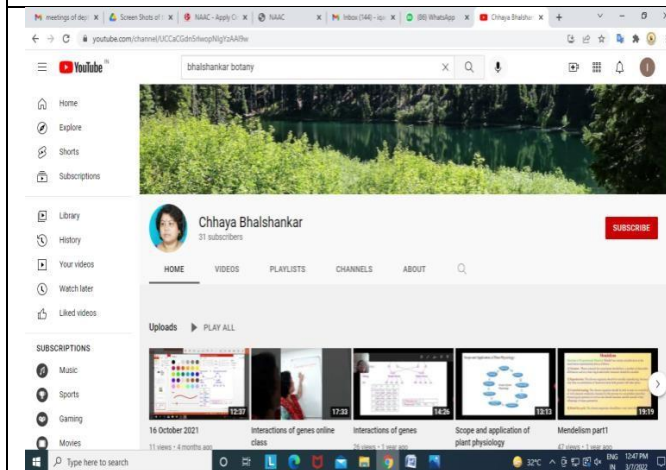 meetings of dep
Screen Shots of
NAAC - Apply C
NAAC
Inbox (144) -
(86) WhatsApp
Chhaya Bhalshan
youtube.com/channel/
YouTube IN
bhalshankar botany
Home
Explore
Shorts
Subscriptions
Library
History
Your videos
Watch later
Liked videos
SUBSCRIPTIONS
Music
Sports
Gaming
Movies
Chhaya Bhalshankar
31 subscribers
SUBSCRIBE
HOME VIDEOS PLAYLISTS CHANNELS ABOUT
Uploads PLAY ALL
12:37
17:33
14:26
13:13
19:19
16 October 2021
11 views • 4 months ago
Interactions of genes online
class
Interactions of genes
26 views • 1 year ago
Scope and application of
plant physiology
Mendelism part1
47 views • 1 year ago
Type here to search
32°C
ENG
IN
12:47 PM
3/7/2022